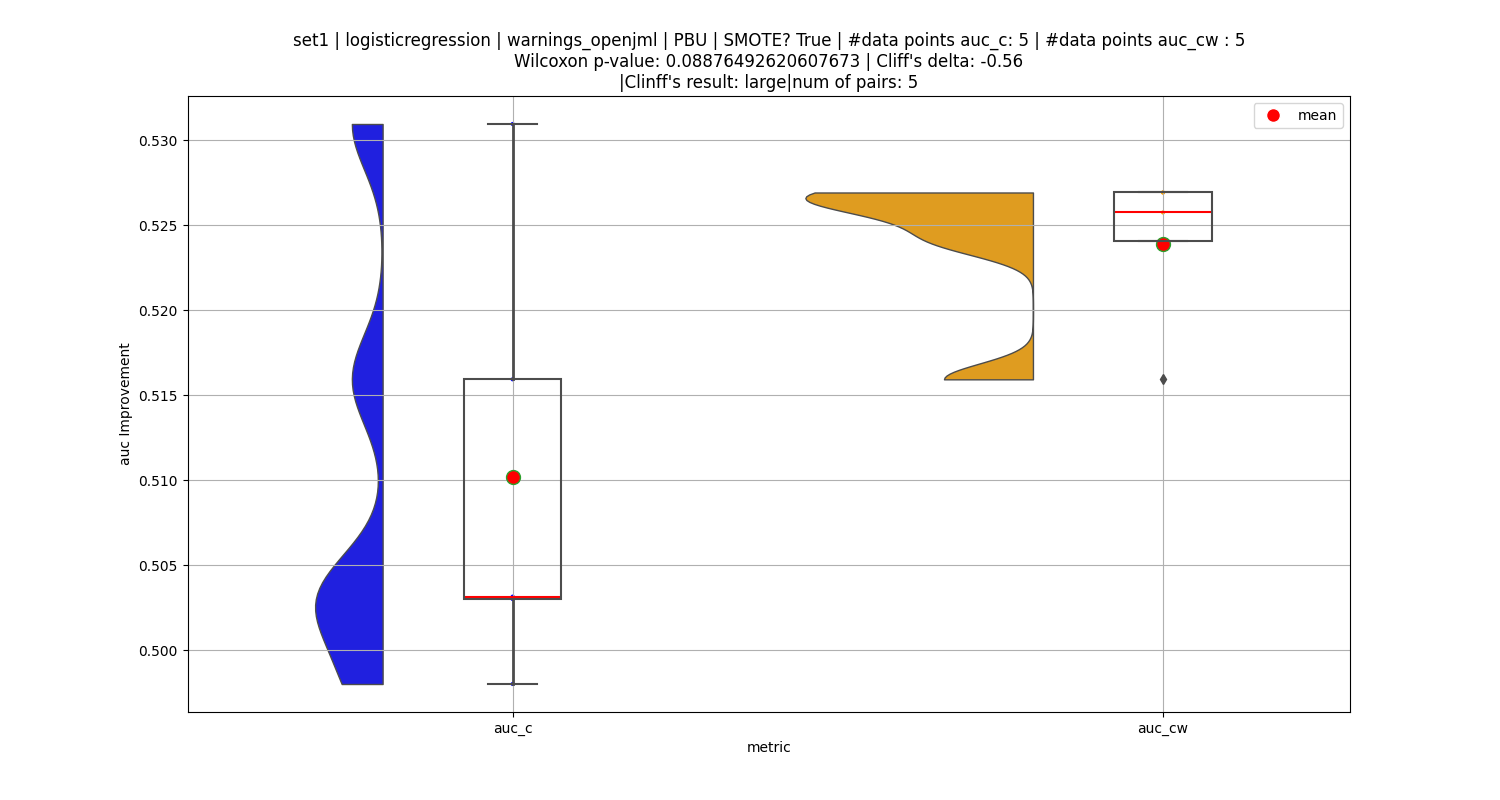 set1 | logisticregression | warnings_openjml | PBU | SMOTE? True | #data points auc_c: 5 | #data points auc_cw : 5
Wilcoxon p-value: 0.08876492620607673 | Cliff's delta: -0.56
|Clinff's result: large|num of pairs: 5
mean
0.530
0.525
0.520
0.515
0.510
0.505
0.500
auc Improvement
auc_c
auc_cw
metric